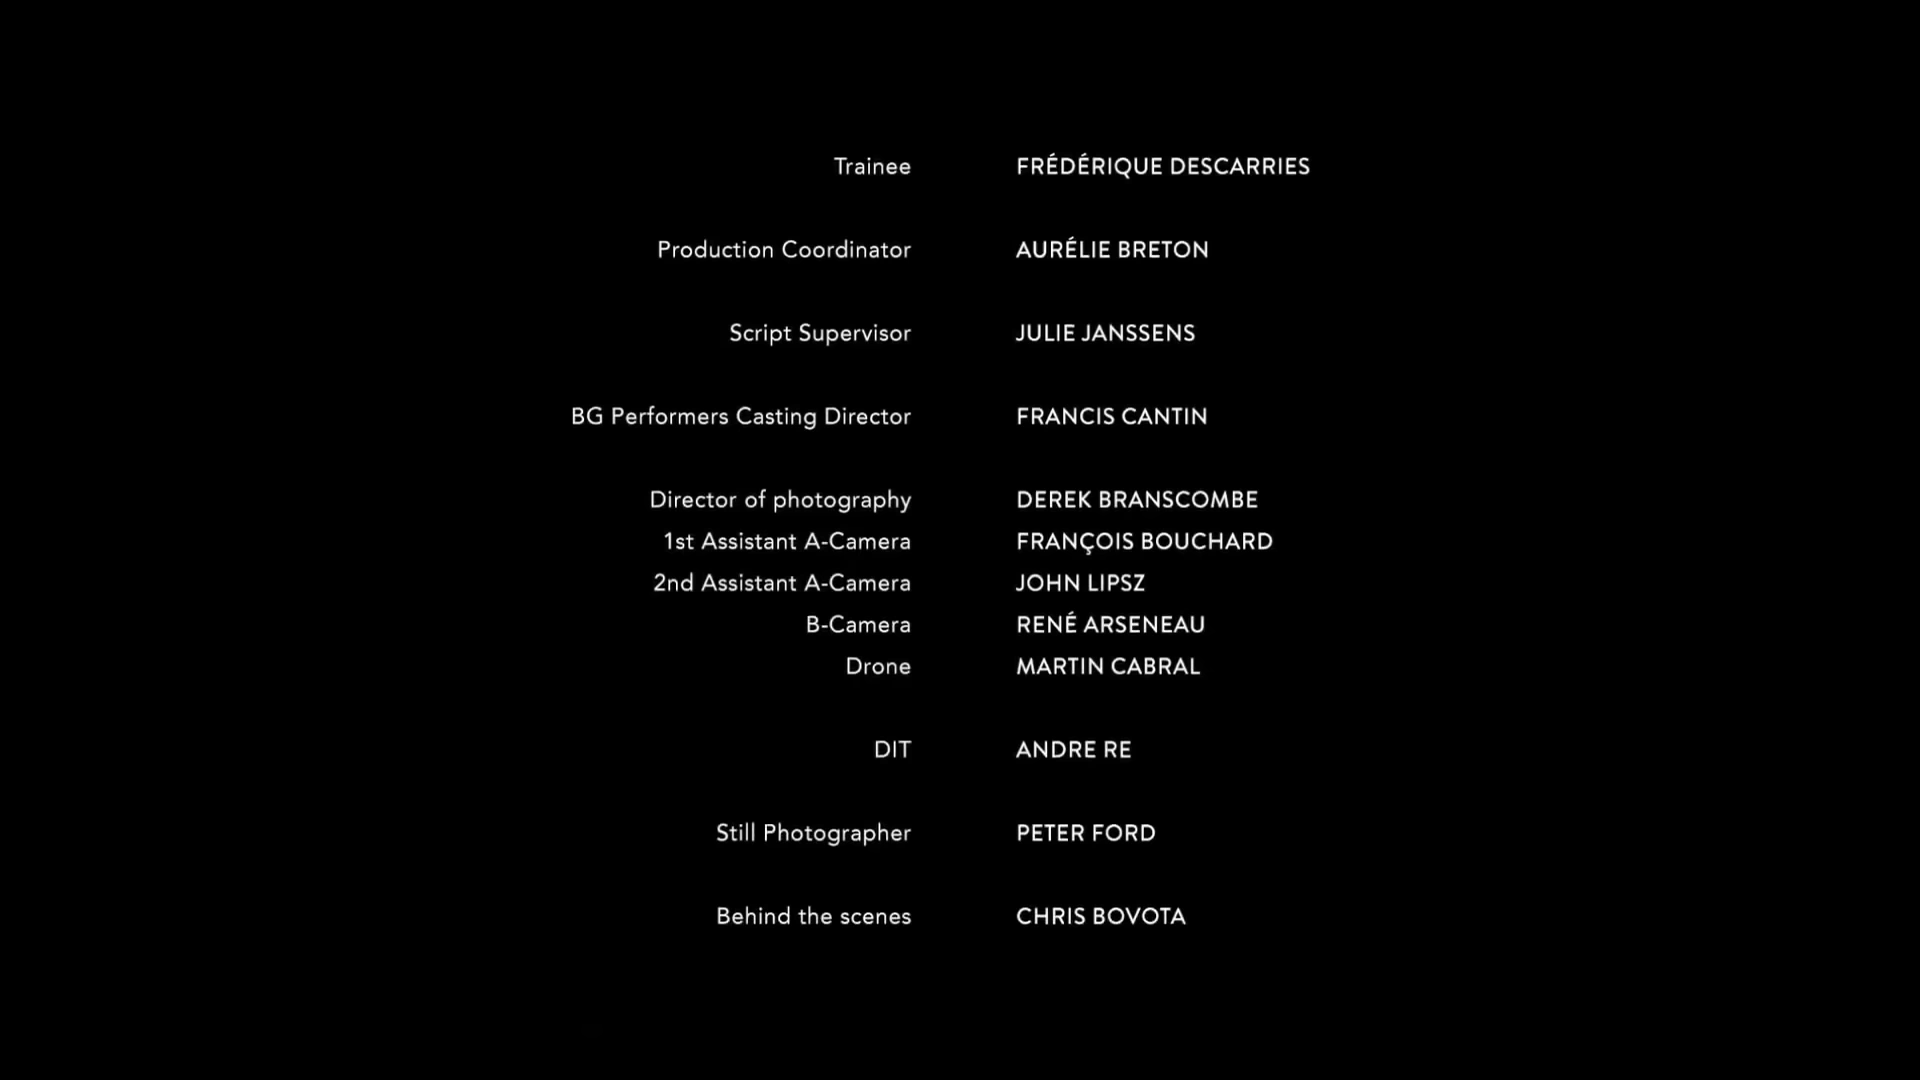 Trainee FRÉDÉRIQUE DESCARRIES
Production Coordinator AURÉLIE BRETON
Script Supervisor JULIE JANSSENS
BG Performers Casting Director FRANCIS CANTIN
Director of photography DEREK BRANSCOMBE
1st Assistant A-Camera FRANÇOIS BOUCHARD
2nd Assistant A-Camera JOHN LIPSZ
B-Camera RENÉ ARSENEAU
Drone MARTIN CABRAL
DIT ANDRE RE
Still Photographer PETER FORD
Behind the scenes CHRIS BOVOTA